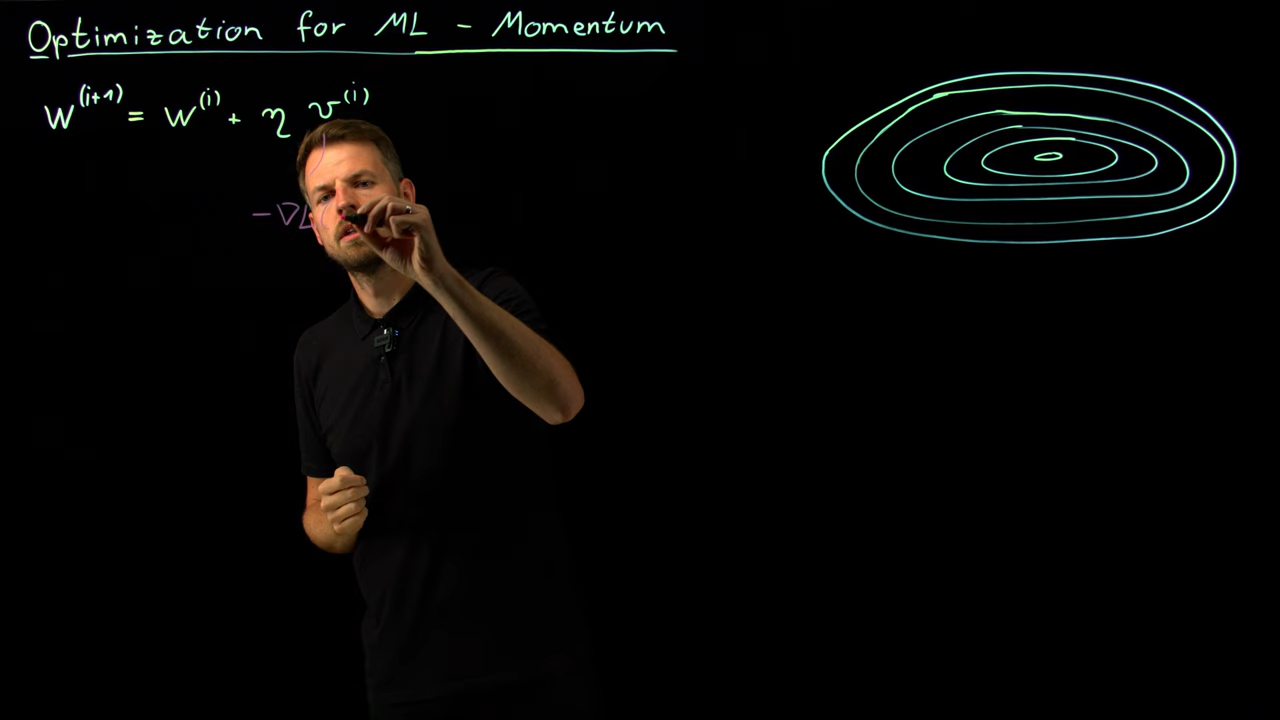 Optimization for ML - Momentum
w^(i+1) = w^(i) + η v^(i)
-∇L(